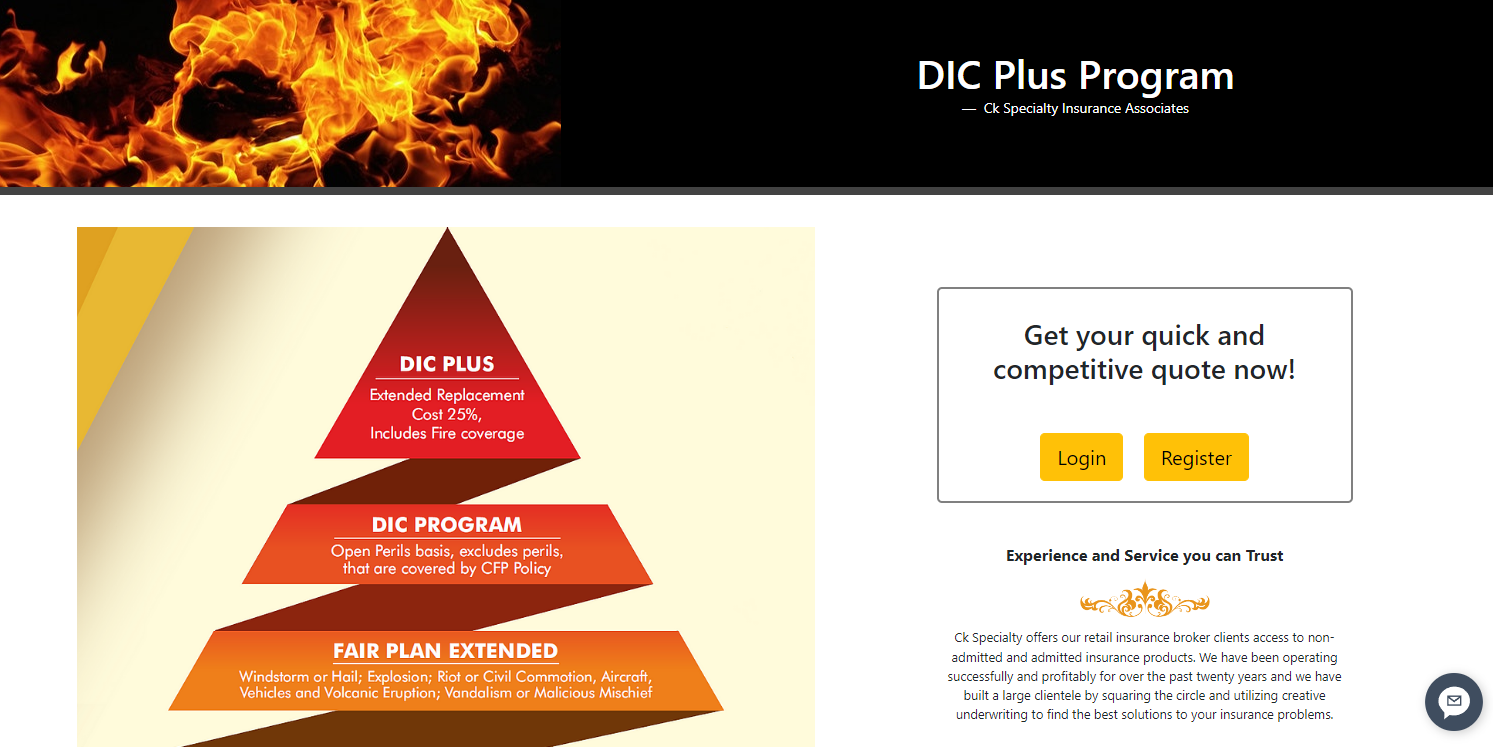 DIC Plus Program
— Ck Specialty Insurance Associates
DIC PLUS
Extended Replacement
Cost 25%,
Includes Fire coverage
DIC PROGRAM
Open Perils basis, excludes perils,
that are covered by CFP Policy
FAIR PLAN EXTENDED
Windstorm or Hail; Explosion; Riot or Civil Commotion, Aircraft,
Vehicles and Volcanic Eruption; Vandalism or Malicious Mischief
Get your quick and
competitive quote now!
Login
Register
Experience and Service you can Trust
Ck Specialty offers our retail insurance broker clients access to non-
admitted and admitted insurance products. We have been operating
successfully and profitably for over the past twenty years and we have
built a large clientele by squaring the circle and utilizing creative
underwriting to find the best solutions to your insurance problems.